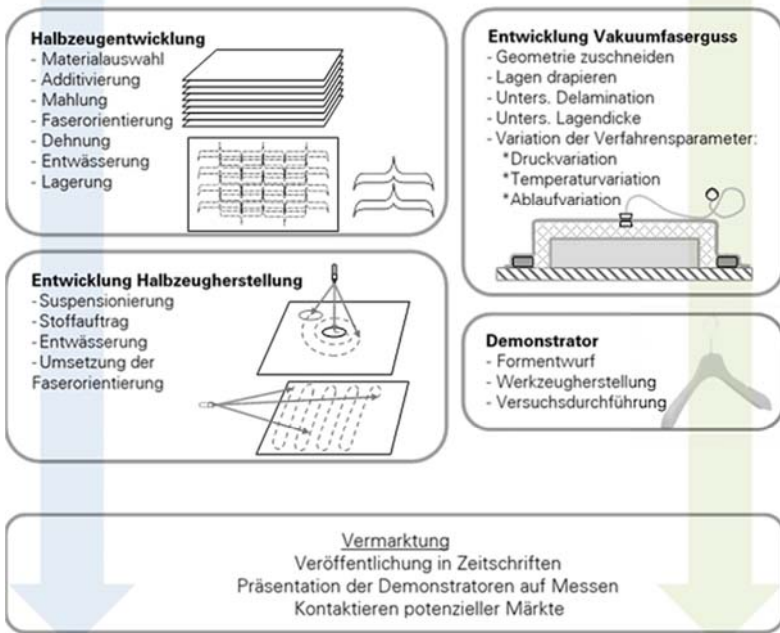 Halbzeugentwicklung
- Materialauswahl
- Additivierung
- Mahlung
- Faserorientierung
- Dehnung
- Entwässerung
- Lagerung
Entwicklung Halbzeugherstellung
- Suspensionierung
- Stoffauftrag
- Entwässerung
- Umsetzung der
Faserorientierung
Entwicklung Vakuumfaserguss
- Geometrie zuschneiden
- Lagen drapieren
- Unters. Delamination
- Unters. Lagendicke
- Variation der Verfahrensparameter:
*Druckvariation
*Temperaturvariation
*Ablaufvariation
Demonstrator
- Formentwurf
- Werkzeugherstellung
- Versuchsdurchführung
Vermarktung
Veröffentlichung in Zeitschriften
Präsentation der Demonstratoren auf Messen
Kontaktieren potenzieller Märkte